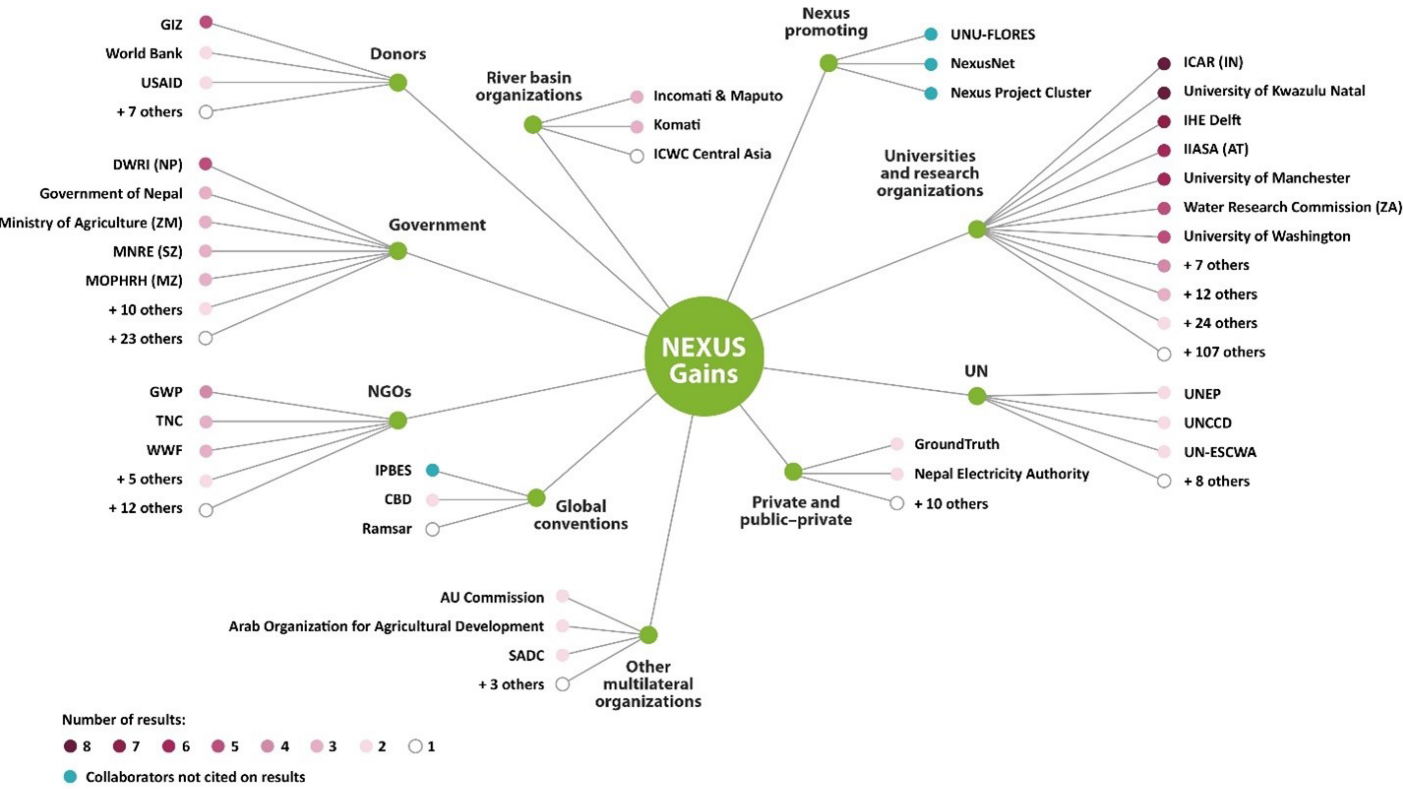 Donors
GIZ
World Bank
USAID
+ 7 others
River basin
organizations
Incomati & Maputo
Komati
ICWC Central Asia
Nexus
promoting
UNU-FLORES
NexusNet
Nexus Project Cluster
Universities
and research
organizations
ICAR (IN)
University of Kwazulu Natal
IHE Delft
IIASA (AT)
University of Manchester
Water Research Commission (ZA)
University of Washington
+ 7 others
+ 12 others
+ 24 others
+ 107 others
Government
DWRI (NP)
Government of Nepal
Ministry of Agriculture (ZM)
MNRE (SZ)
MOPHRH (MZ)
+ 10 others
+ 23 others
NEXUS
Gains
NGOs
GWP
TNC
WWF
+ 5 others
+ 12 others
UN
UNEP
UNCCD
UN-ESCWA
+ 8 others
IPBES
CBD
Ramsar
Global
conventions
GroundTruth
Nepal Electricity Authority
+ 10 others
Private and
public–private
AU Commission
Arab Organization for Agricultural Development
SADC
+ 3 others
Other
multilateral
organizations
Number of results:
8 7 6 5 4 3 2 1
Collaborators not cited on results